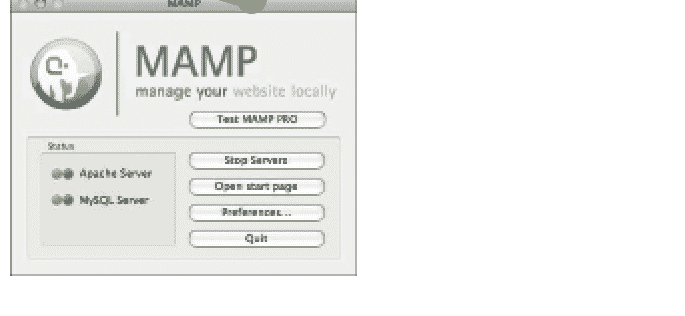 MAMP
MAMP
manage your website locally
Test MAMP PRO
Status
Apache Server
MySQL Server
Stop Servers
Open start page
Preferences...
Quit